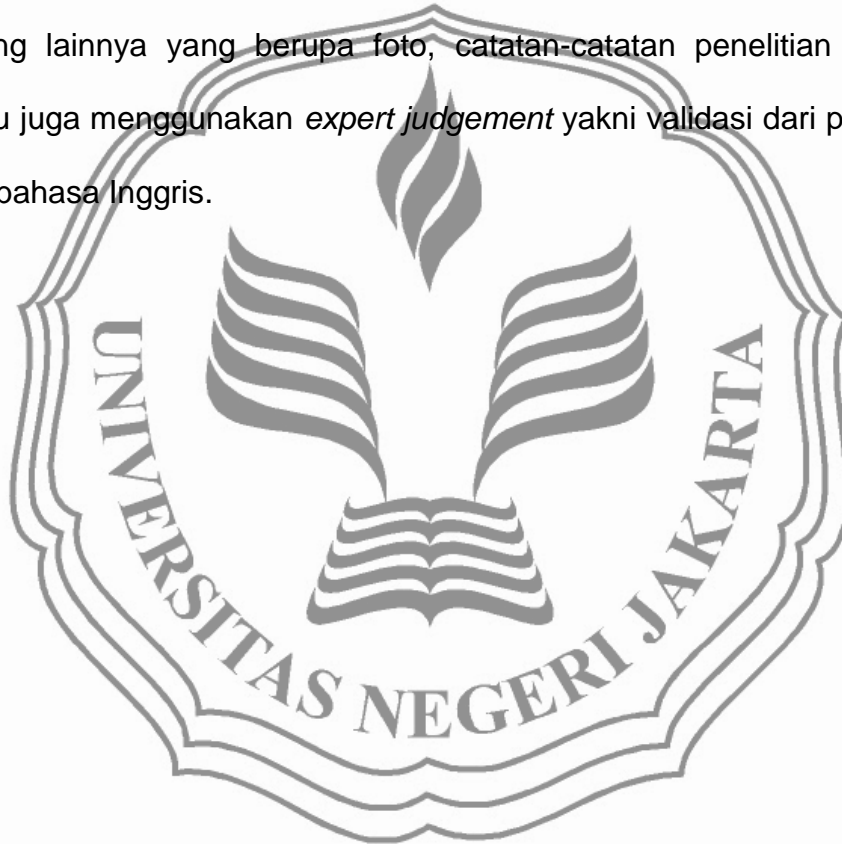 ng lainnya yang berupa foto, catatan-catatan penelitian
u juga menggunakan expert judgement yakni validasi dari p
bahasa Inggris.
UNIVERSITAS NEGERI JAKARTA